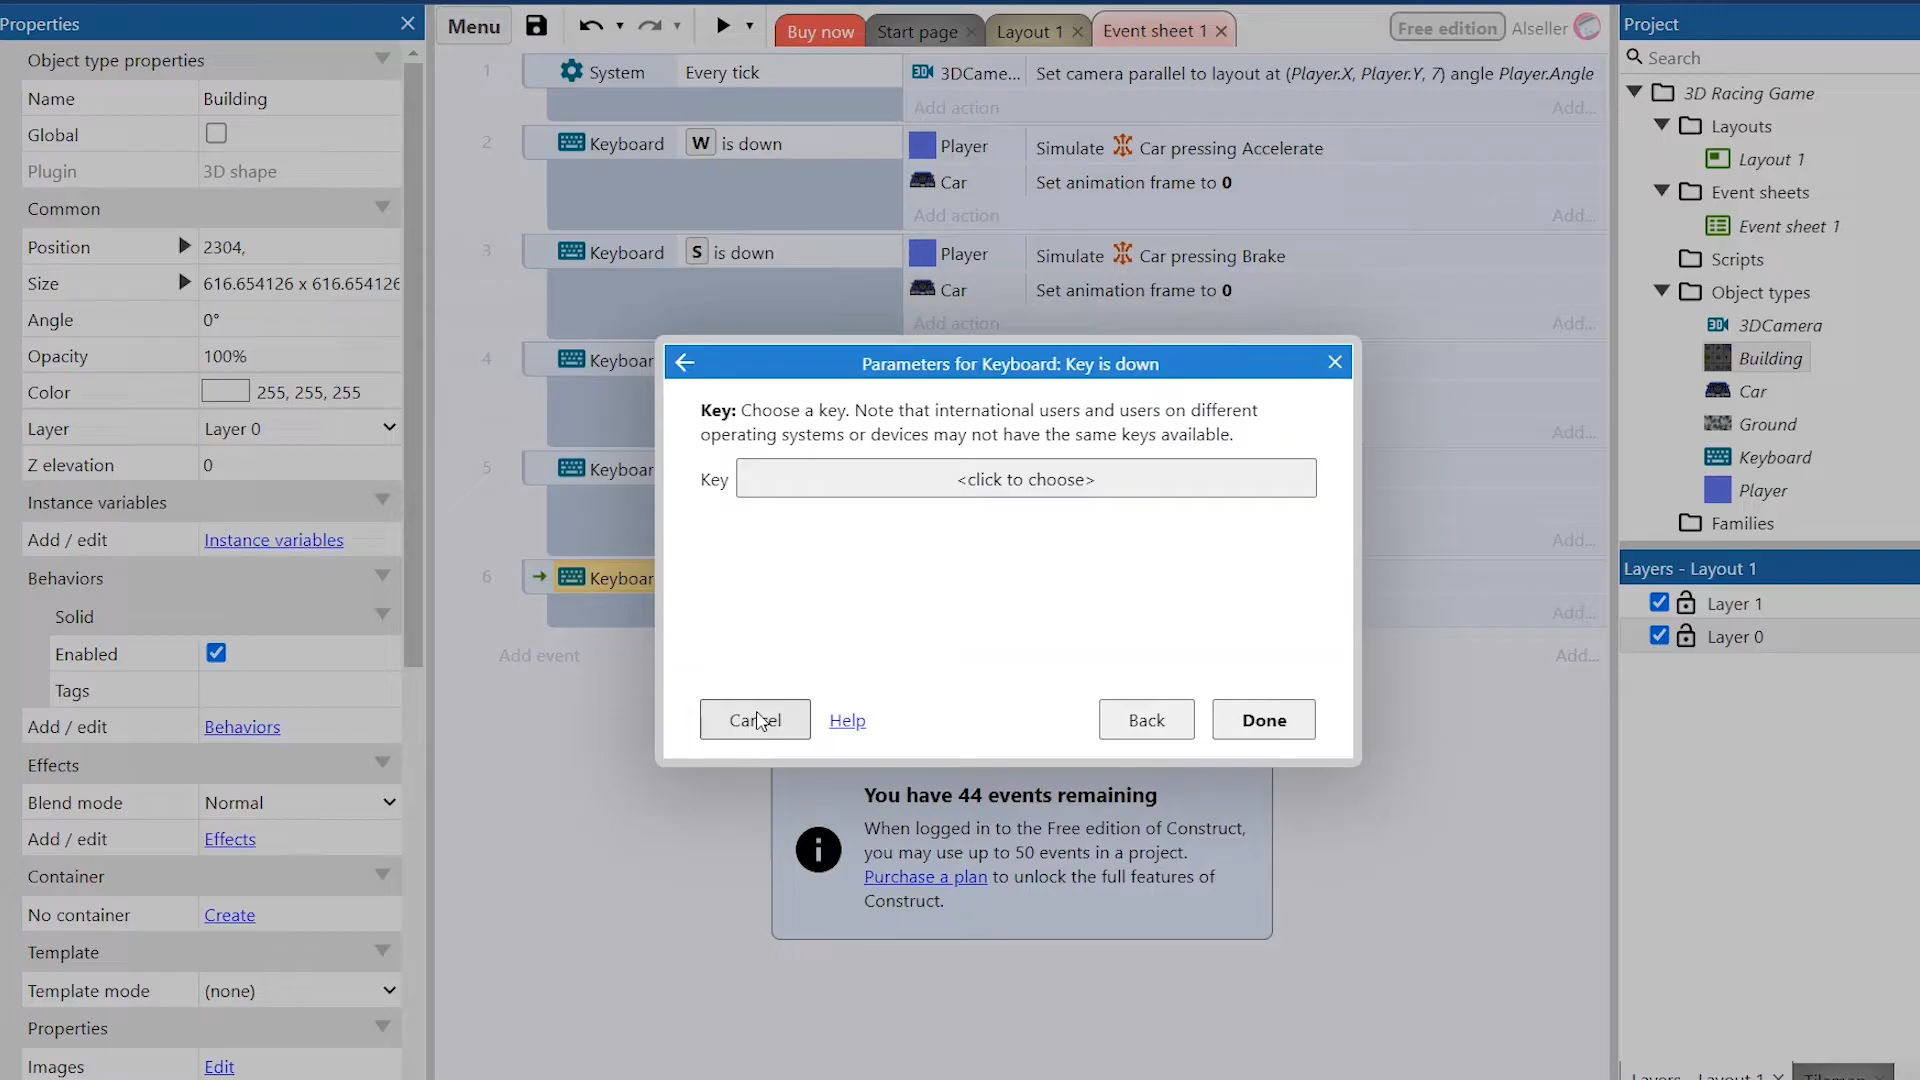 Properties
Object type properties
Name Building
Global
Plugin 3D shape
Common
Position 2304,
Size 616.654126 x 616.654126
Angle 0°
Opacity 100%
Color 255, 255, 255
Layer Layer 0
Z elevation 0
Instance variables
Add / edit Instance variables
Behaviors
Solid
Enabled
Tags
Add / edit Behaviors
Effects
Blend mode Normal
Add / edit Effects
Container
No container Create
Template
Template mode (none)
Properties
Images Edit
Menu
Buy now
Start page
Layout 1
Event sheet 1
Free edition
Alseller
1 System Every tick 3DCame... Set camera parallel to layout at (Player.X, Player.Y, 7) angle Player.Angle
Add action Add...
2 Keyboard W is down Player Simulate Car pressing Accelerate
Car Set animation frame to 0
Add action Add...
3 Keyboard S is down Player Simulate Car pressing Brake
Car Set animation frame to 0
Add action Add...
4 Keyboar
Add...
5 Keyboar
Add...
6 Keyboar
Add...
Add event Add...
Parameters for Keyboard: Key is down
Key: Choose a key. Note that international users and users on different
operating systems or devices may not have the same keys available.
Key <click to choose>
Cancel Help Back Done
You have 44 events remaining
When logged in to the Free edition of Construct,
you may use up to 50 events in a project.
Purchase a plan to unlock the full features of
Construct.
Project
Search
3D Racing Game
Layouts
Layout 1
Event sheets
Event sheet 1
Scripts
Object types
3DCamera
Building
Car
Ground
Keyboard
Player
Families
Layers - Layout 1
Layer 1
Layer 0
Layers - Layout 1